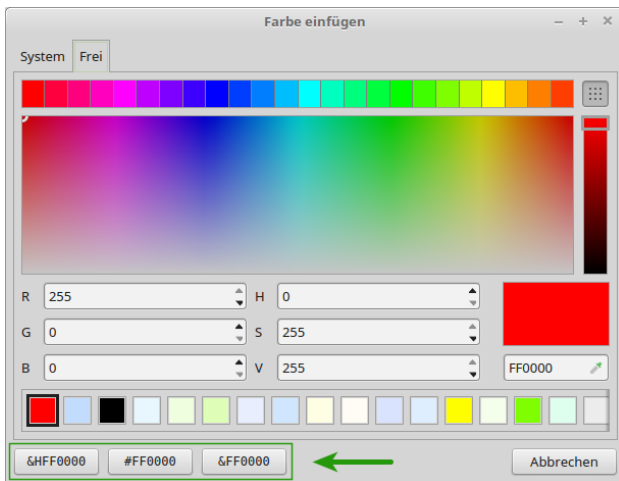 Farbe einfügen
System Frei
R 255 H 0
G 0 S 255
B 0 V 255 FF0000
&HFF0000 #FF0000 &FF0000 Abbrechen